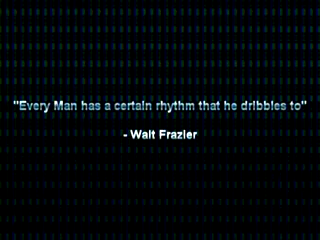 "Every Man has a certain rhythm that he dribbles to"
- Walt Frazier